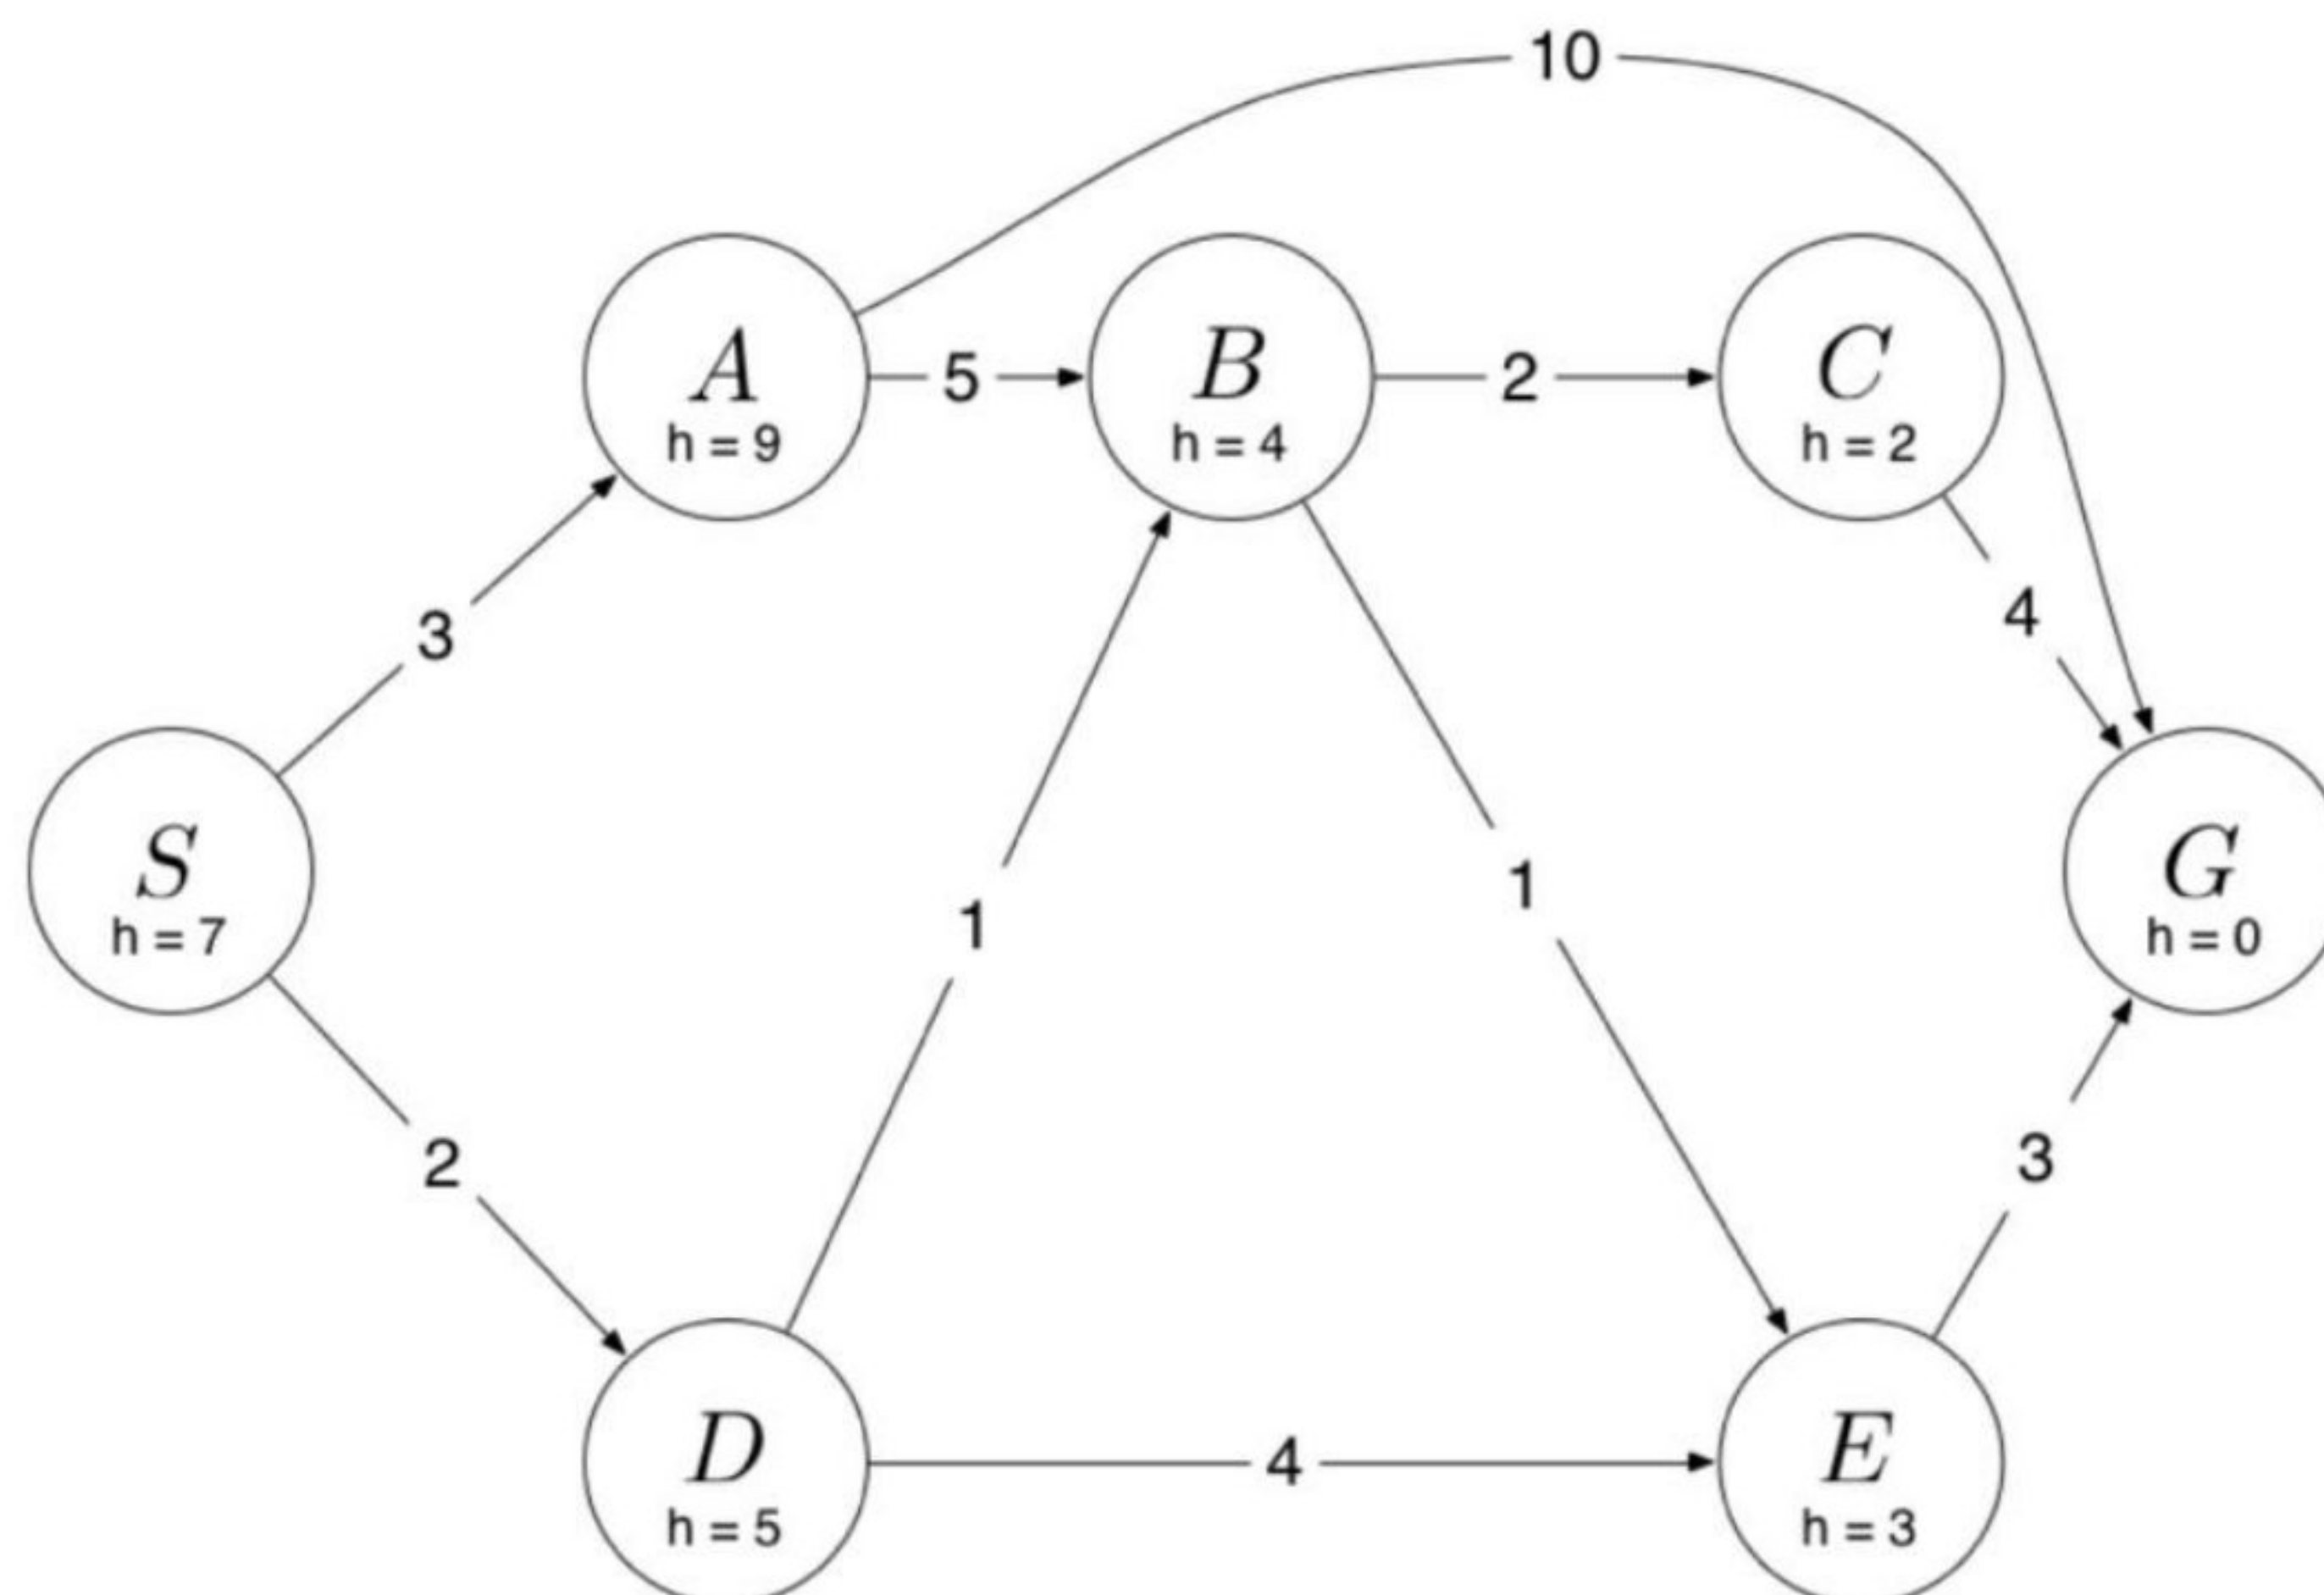 10
A
h = 9
5
B
h = 4
2
C
h = 2
4
3
S
h = 7
1
1
G
h = 0
2
3
D
h = 5
4
E
h = 3